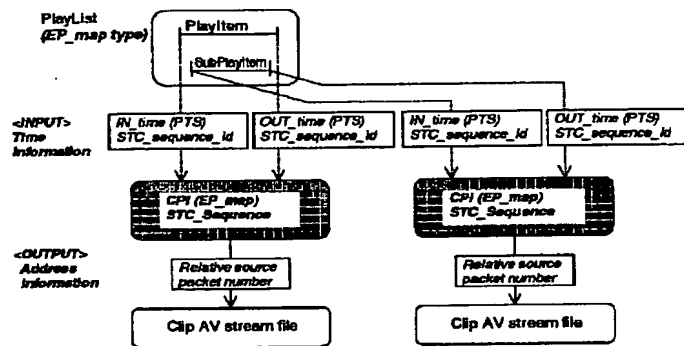 PlayList
(EP_map type)
PlayItem
SubPlayItem
<INPUT>
Time
Information
IN_time (PTS)
STC_sequence_id
OUT_time (PTS)
STC_sequence_id
IN_time (PTS)
STC_sequence_id
OUT_time (PTS)
STC_sequence_id
CPI (EP_map)
STC_Sequence
CPI (EP_map)
STC_Sequence
<OUTPUT>
Address
Information
Relative source
packet number
Relative source
packet number
Clip AV stream file
Clip AV stream file